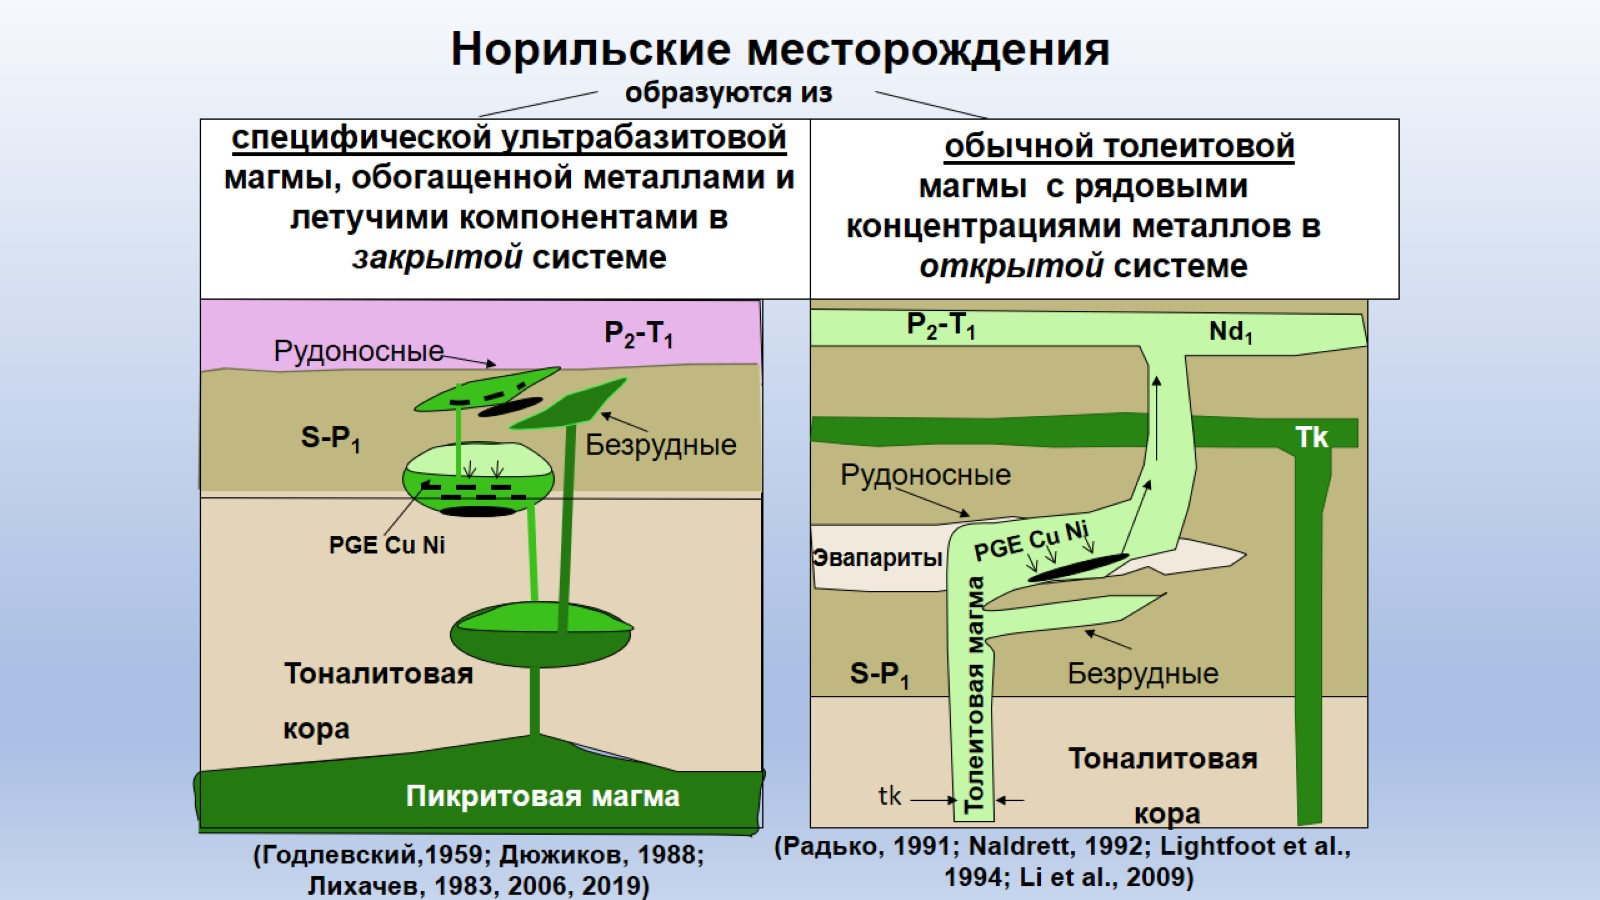 Норильские месторождения
образуются из
специфической ультрабазитовой
магмы, обогащенной металлами и
летучими компонентами в
закрытой системе
обычной толеитовой
магмы с рядовыми
концентрациями металлов в
открытой системе
P2-T1
Рудоносные
S-P1
Безрудные
PGE Cu Ni
Тоналитовая
кора
Пикритовая магма
(Годлевский,1959; Дюжиков, 1988;
Лихачев, 1983, 2006, 2019)
P2-T1
Nd1
Tk
Рудоносные
Эвапариты
PGE Cu Ni
Толеитовая магма
S-P1
Безрудные
Тоналитовая
кора
tk
(Радько, 1991; Naldrett, 1992; Lightfoot et al.,
1994; Li et al., 2009)